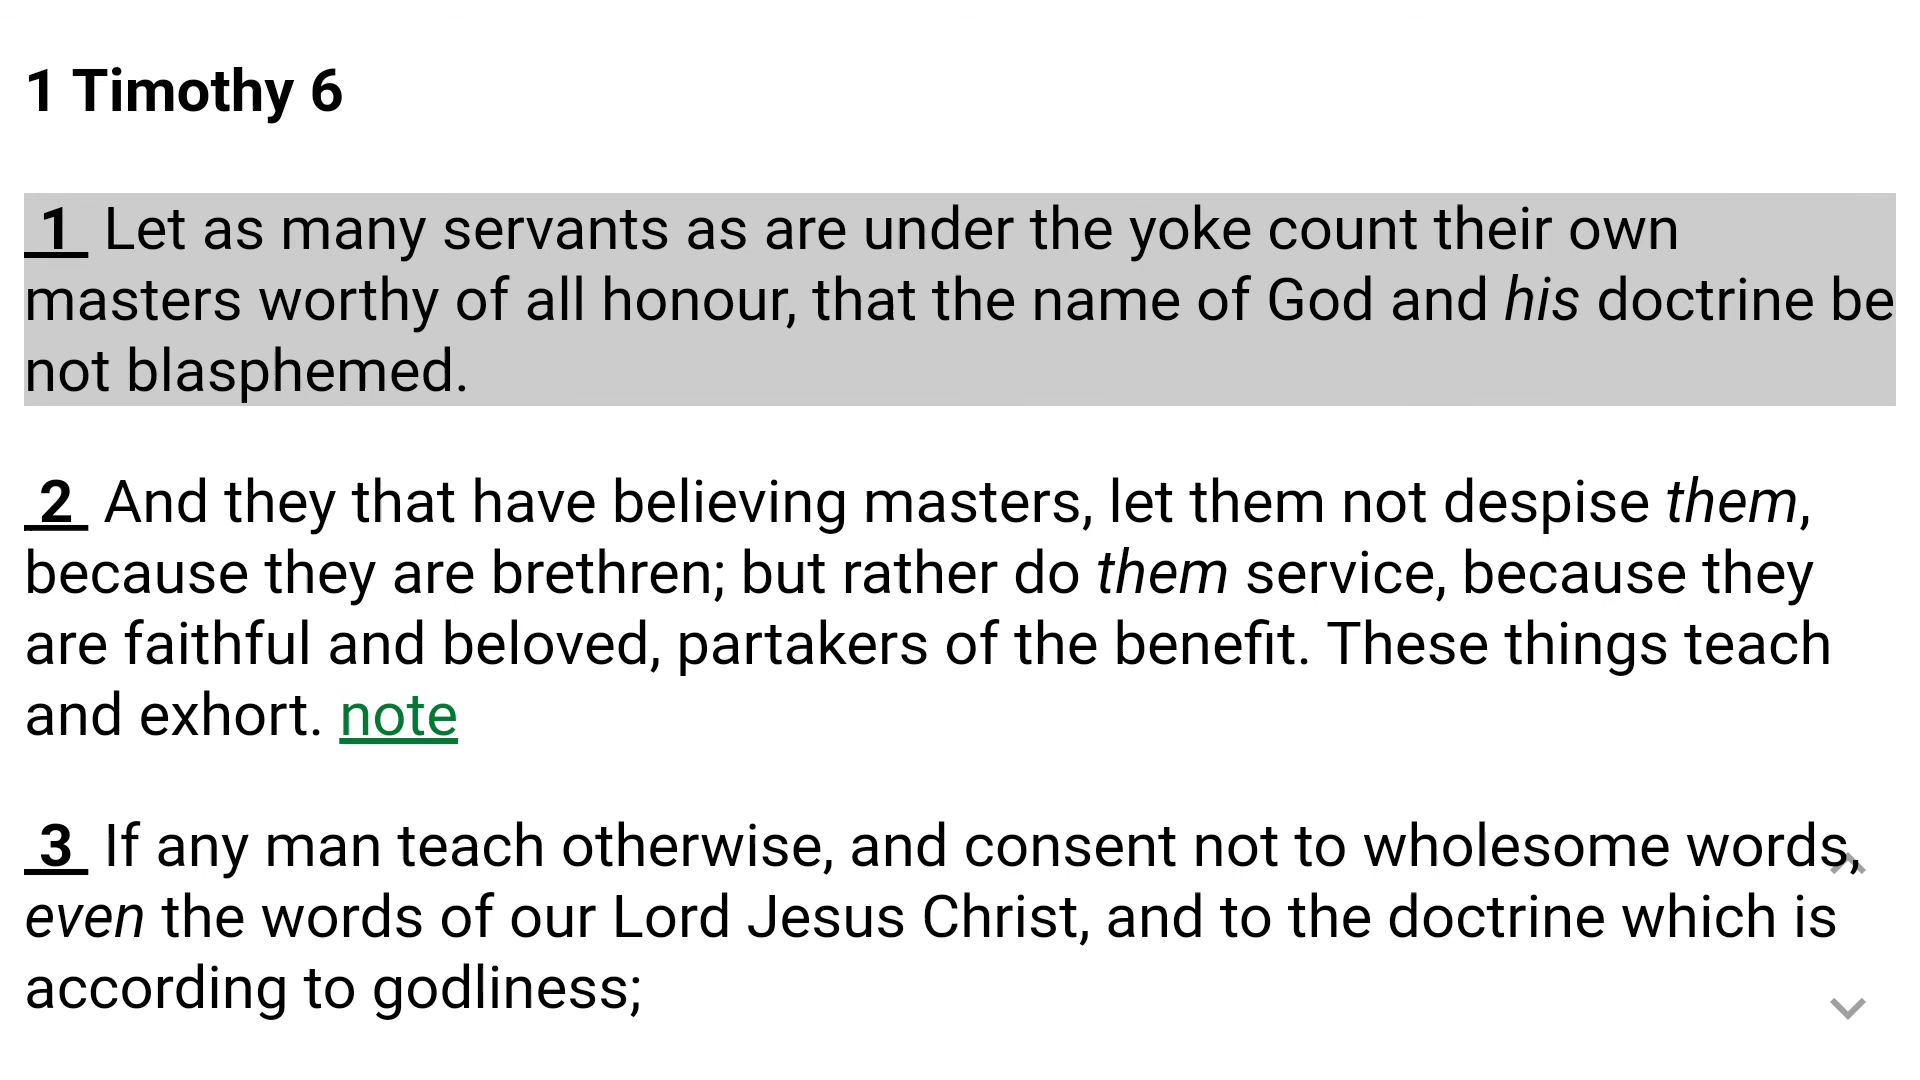 1 Timothy 6
1 Let as many servants as are under the yoke count their own
masters worthy of all honour, that the name of God and his doctrine be
not blasphemed.
2 And they that have believing masters, let them not despise them,
because they are brethren; but rather do them service, because they
are faithful and beloved, partakers of the benefit. These things teach
and exhort. note
3 If any man teach otherwise, and consent not to wholesome words,
even the words of our Lord Jesus Christ, and to the doctrine which is
according to godliness;